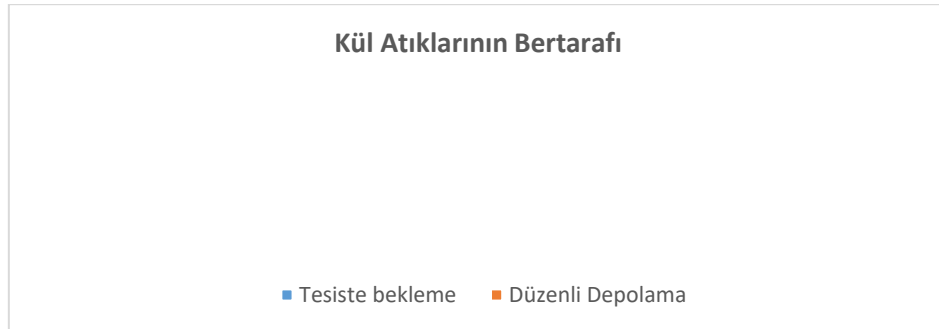 Kül Atıklarının Bertarafı
Tesiste bekleme Düzenli Depolama